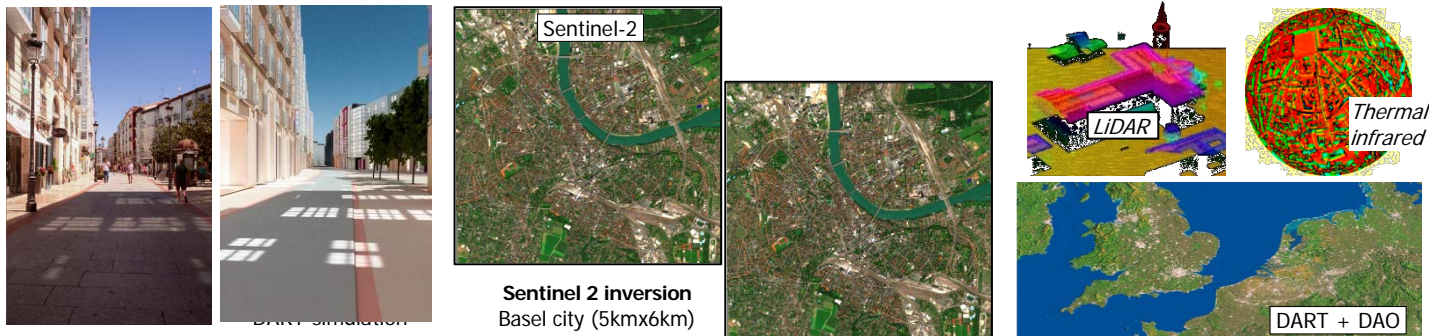 Sentinel-2
LiDAR
Thermal
infrared
Sentinel 2 inversion
Basel city (5kmx6km)
DART simulation
DART + DAO